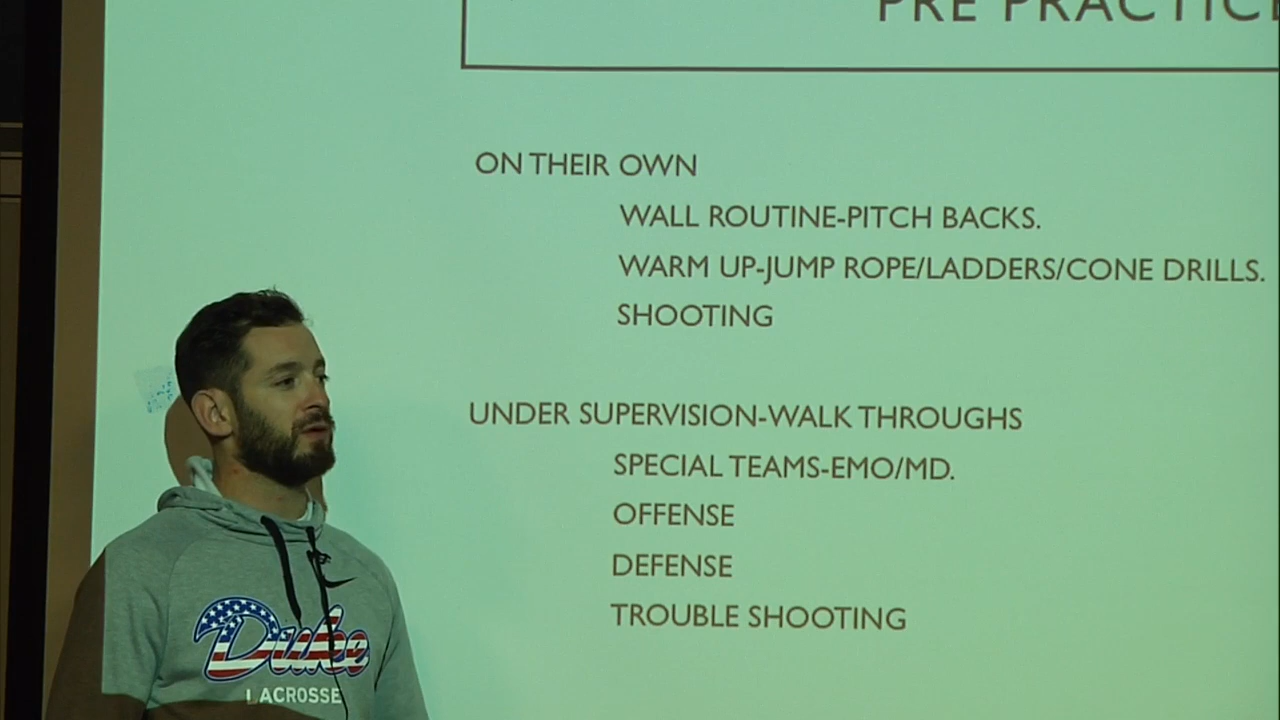 PRE PRACTIC
ON THEIR OWN
WALL ROUTINE-PITCH BACKS.
WARM UP-JUMP ROPE/LADDERS/CONE DRILLS.
SHOOTING
UNDER SUPERVISION-WALK THROUGHS
SPECIAL TEAMS-EMO/MD.
OFFENSE
DEFENSE
TROUBLE SHOOTING
Duke
LACROSSE